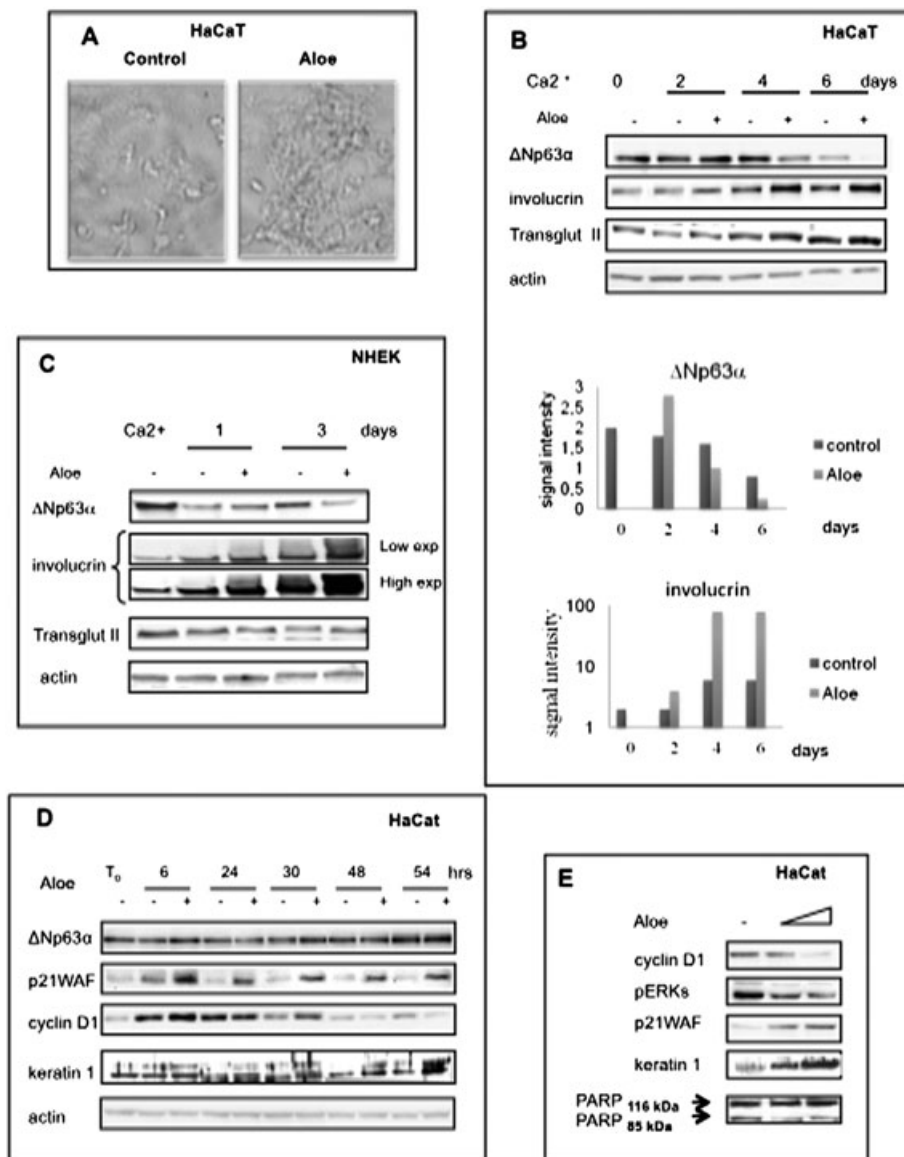 A
HaCaT
Control Aloe
B
HaCaT
Ca2 + 0 2 4 6 days
Aloe - - + - + - +
ΔNp63α
involucrin
Transglut II
actin
ΔNp63α
signal intensity
3
2.5
2
1.5
1
0.5
0
0 2 4 6 days
control
Aloe
involucrin
signal intensity
100
10
1
0 2 4 6 days
control
Aloe
C
NHEK
Ca2+ 1 3 days
Aloe - - + - +
ΔNp63α
involucrin
Low exp
High exp
Transglut II
actin
D
HaCat
Aloe T₀ 6 24 30 48 54 hrs
- - + - + - + - + - +
ΔNp63α
p21WAF
cyclin D1
keratin 1
actin
E
HaCat
Aloe -
cyclin D1
pERKs
p21WAF
keratin 1
PARP 116 kDa
PARP 85 kDa